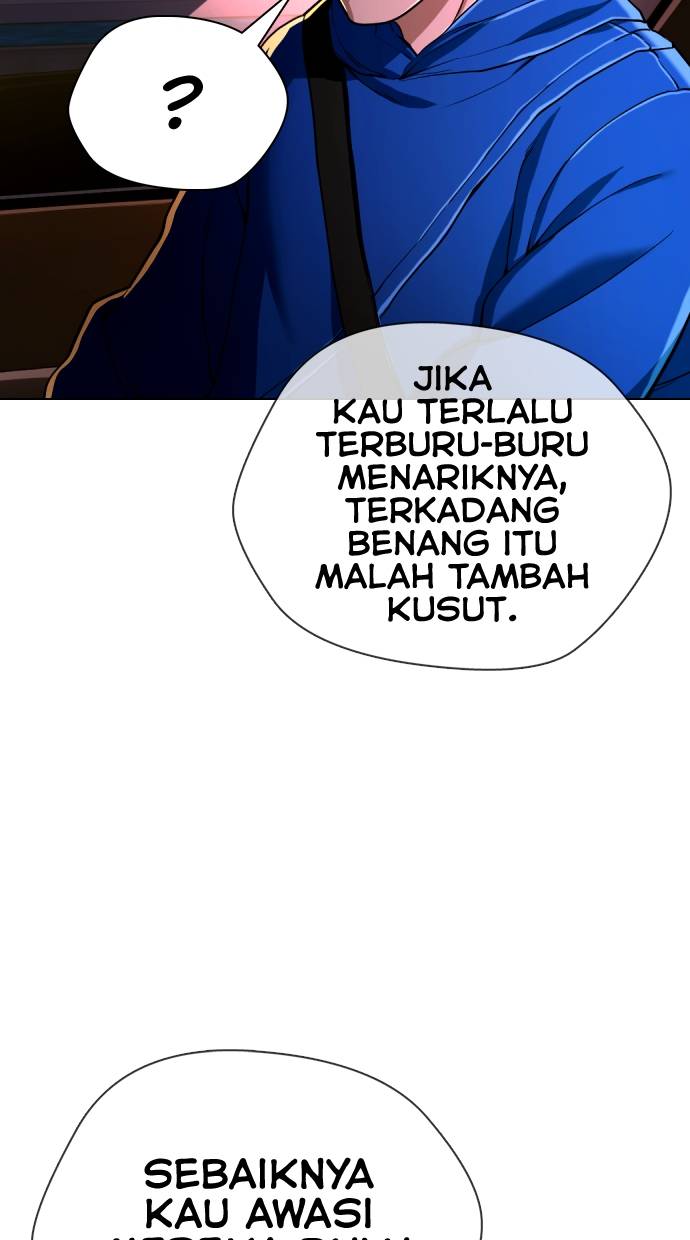 ?
JIKA
KAU TERLALU
TERBURU-BURU
MENARIKNYA,
TERKADANG
BENANG ITU
MALAH TAMBAH
KUSUT.
SEBAIKNYA
KAU AWASI